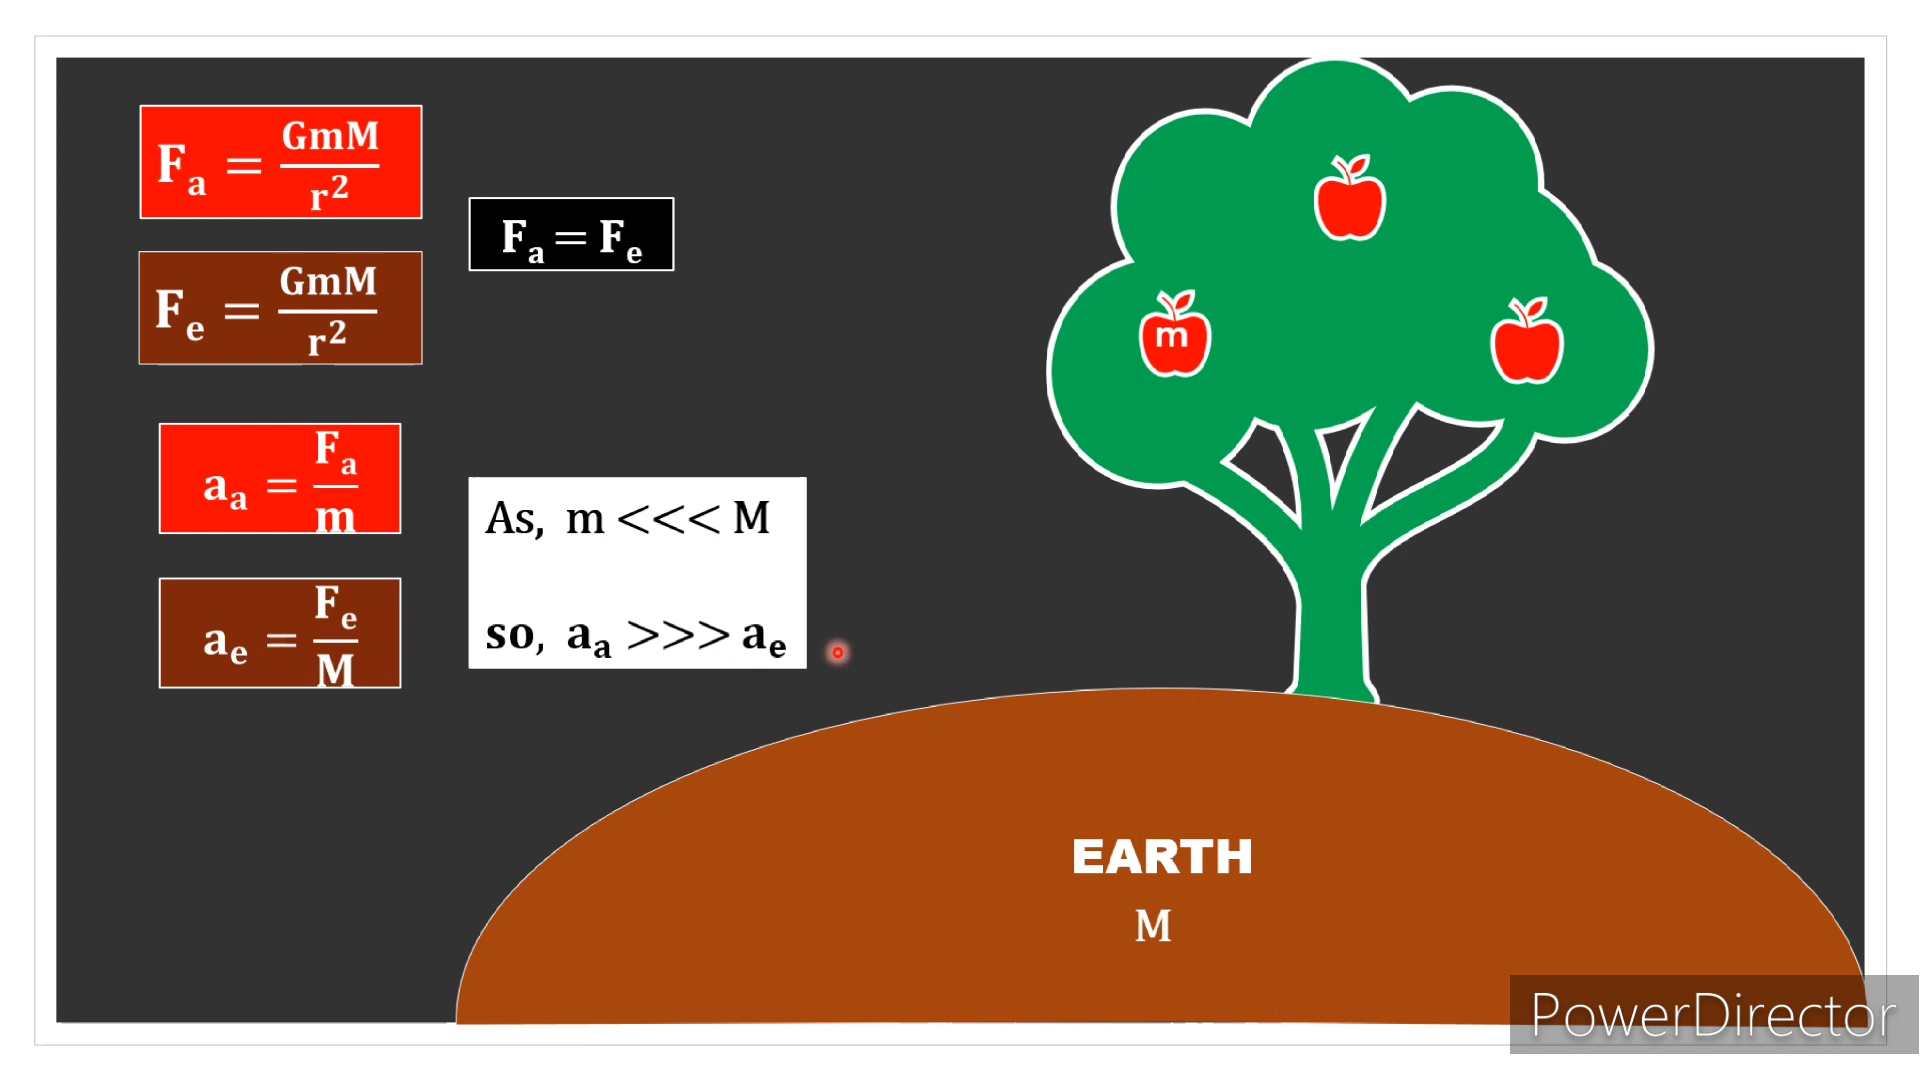 Fₐ = GmM / r²
Fₑ = GmM / r²
Fₐ = Fₑ
aₐ = Fₐ / m
aₑ = Fₑ / M
As, m <<< M
so, aₐ >>> aₑ
m
EARTH
M
PowerDirector